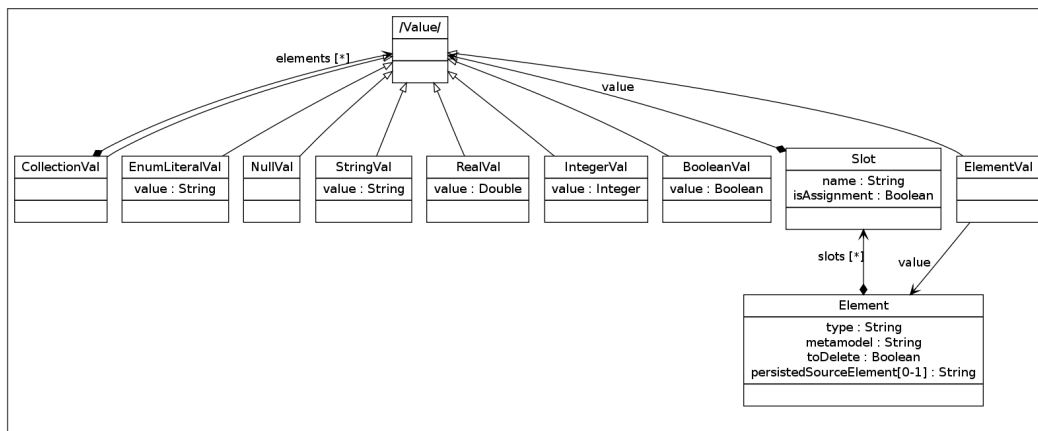 /Value/
elements [*]
value
CollectionVal
EnumLiteralVal
value : String
NullVal
StringVal
value : String
RealVal
value : Double
IntegerVal
value : Integer
BooleanVal
value : Boolean
Slot
name : String
isAssignment : Boolean
ElementVal
slots [*]
value
Element
type : String
metamodel : String
toDelete : Boolean
persistedSourceElement[0-1] : String